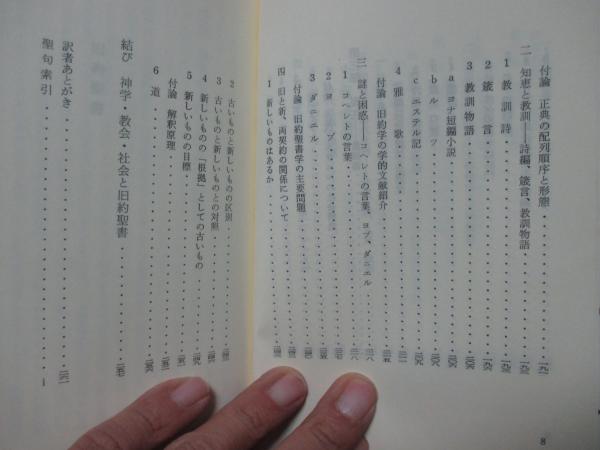 付論　正典の配列順序と形態
二　知恵と教訓――詩編、箴言、教訓物語
1　教訓詩
2　箴言
3　教訓物語
a　ヨナ短編小説
b　ルツ
c　エステル記
4　雅歌
付論　旧約学の学的文献紹介
三　謎と困惑――コヘレトの言葉、ヨブ、ダニエル
1　コヘレトの言葉
2　ヨブ
3　ダニエル
付論　旧約聖書学の主要問題
四　旧と新、両契約の関係について
1　新しいものはあるか
8
2　古いものと新しいものの区別
3　古いものと新しいものとの対照
4　新しいものの「根拠」としての古いもの
5　新しいものの目標
付論　解釈原理
6　道
結び　神学・教会・社会と旧約聖書
訳者あとがき
聖句索引　1